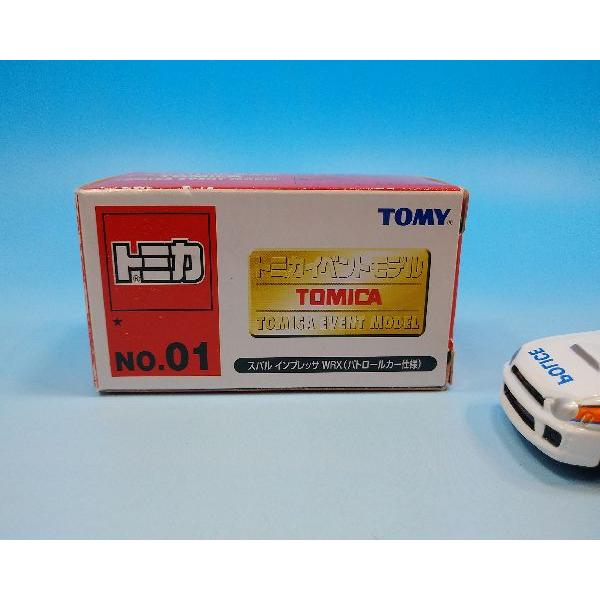 TOMY®
トミカ®
トミカイベントモデル
TOMICA
TOMICA EVENT MODEL
★
NO.01
スバル インプレッサ WRX(パトロールカー仕様)
POLICE